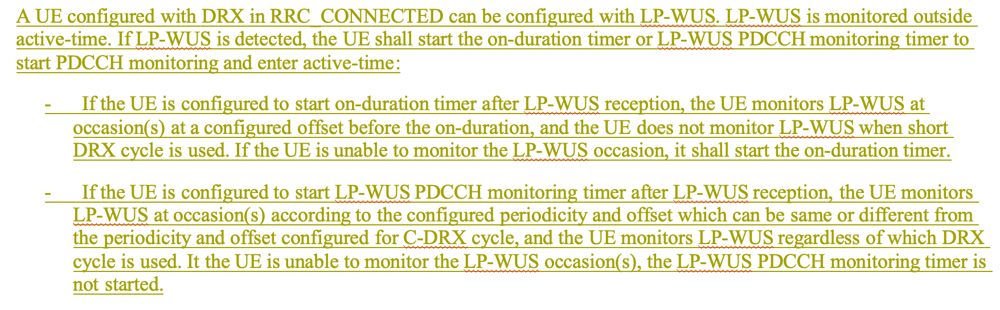 A UE configured with DRX in RRC_CONNECTED can be configured with LP-WUS. LP-WUS is monitored outside
active-time. If LP-WUS is detected, the UE shall start the on-duration timer or LP-WUS PDCCH monitoring timer to
start PDCCH monitoring and enter active-time:
- If the UE is configured to start on-duration timer after LP-WUS reception, the UE monitors LP-WUS at
occasion(s) at a configured offset before the on-duration, and the UE does not monitor LP-WUS when short
DRX cycle is used. If the UE is unable to monitor the LP-WUS occasion, it shall start the on-duration timer.
- If the UE is configured to start LP-WUS PDCCH monitoring timer after LP-WUS reception, the UE monitors
LP-WUS at occasion(s) according to the configured periodicity and offset which can be same or different from
the periodicity and offset configured for C-DRX cycle, and the UE monitors LP-WUS regardless of which DRX
cycle is used. It the UE is unable to monitor the LP-WUS occasion(s), the LP-WUS PDCCH monitoring timer is
not started.